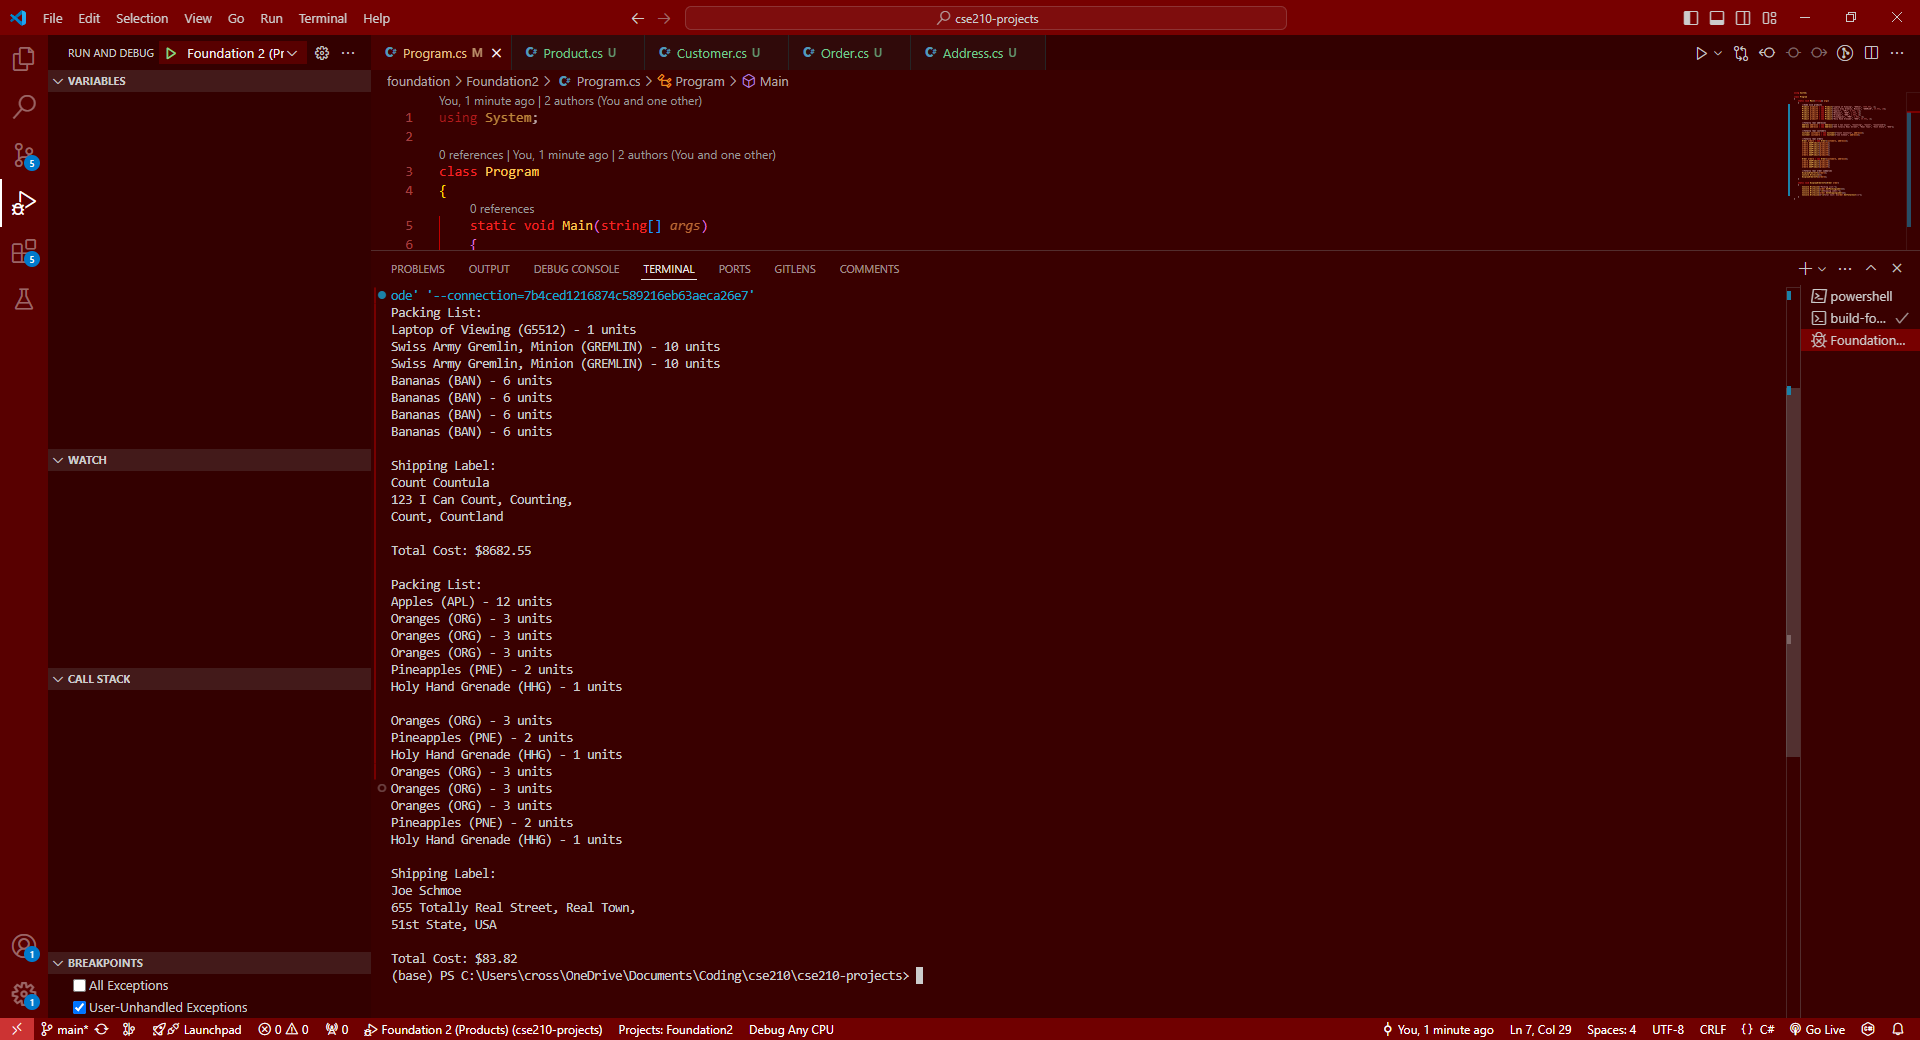 File Edit Selection View Go Run Terminal Help
cse210-projects
RUN AND DEBUG Foundation 2 (Pr
Program.cs M Product.cs U Customer.cs U Order.cs U Address.cs U
VARIABLES
foundation > Foundation2 > Program.cs > Program > Main
You, 1 minute ago | 2 authors (You and one other)
1 using System;
2
0 references | You, 1 minute ago | 2 authors (You and one other)
3 class Program
4 {
0 references
5 static void Main(string[] args)
6 {
PROBLEMS OUTPUT DEBUG CONSOLE TERMINAL PORTS GITLENS COMMENTS
ode' '--connection=7b4ced1216874c589216eb63aeca26e7'
Packing List:
Laptop of Viewing (G5512) - 1 units
Swiss Army Gremlin, Minion (GREMLIN) - 10 units
Swiss Army Gremlin, Minion (GREMLIN) - 10 units
Bananas (BAN) - 6 units
Bananas (BAN) - 6 units
Bananas (BAN) - 6 units
Bananas (BAN) - 6 units
Shipping Label:
Count Countula
123 I Can Count, Counting,
Count, Countland
Total Cost: $8682.55
Packing List:
Apples (APL) - 12 units
Oranges (ORG) - 3 units
Oranges (ORG) - 3 units
Oranges (ORG) - 3 units
Pineapples (PNE) - 2 units
Holy Hand Grenade (HHG) - 1 units
Oranges (ORG) - 3 units
Pineapples (PNE) - 2 units
Holy Hand Grenade (HHG) - 1 units
Oranges (ORG) - 3 units
Oranges (ORG) - 3 units
Oranges (ORG) - 3 units
Pineapples (PNE) - 2 units
Holy Hand Grenade (HHG) - 1 units
Shipping Label:
Joe Schmoe
655 Totally Real Street, Real Town,
51st State, USA
Total Cost: $83.82
(base) PS C:\Users\cross\OneDrive\Documents\Coding\cse210\cse210-projects>
powershell
build-fo...
Foundation...
5
5
WATCH
CALL STACK
BREAKPOINTS
All Exceptions
User-Unhandled Exceptions
1
1
main* Launchpad 0 0 0 Foundation 2 (Products) (cse210-projects) Projects: Foundation2 Debug Any CPU You, 1 minute ago Ln 7, Col 29 Spaces: 4 UTF-8 CRLF {} C# Go Live